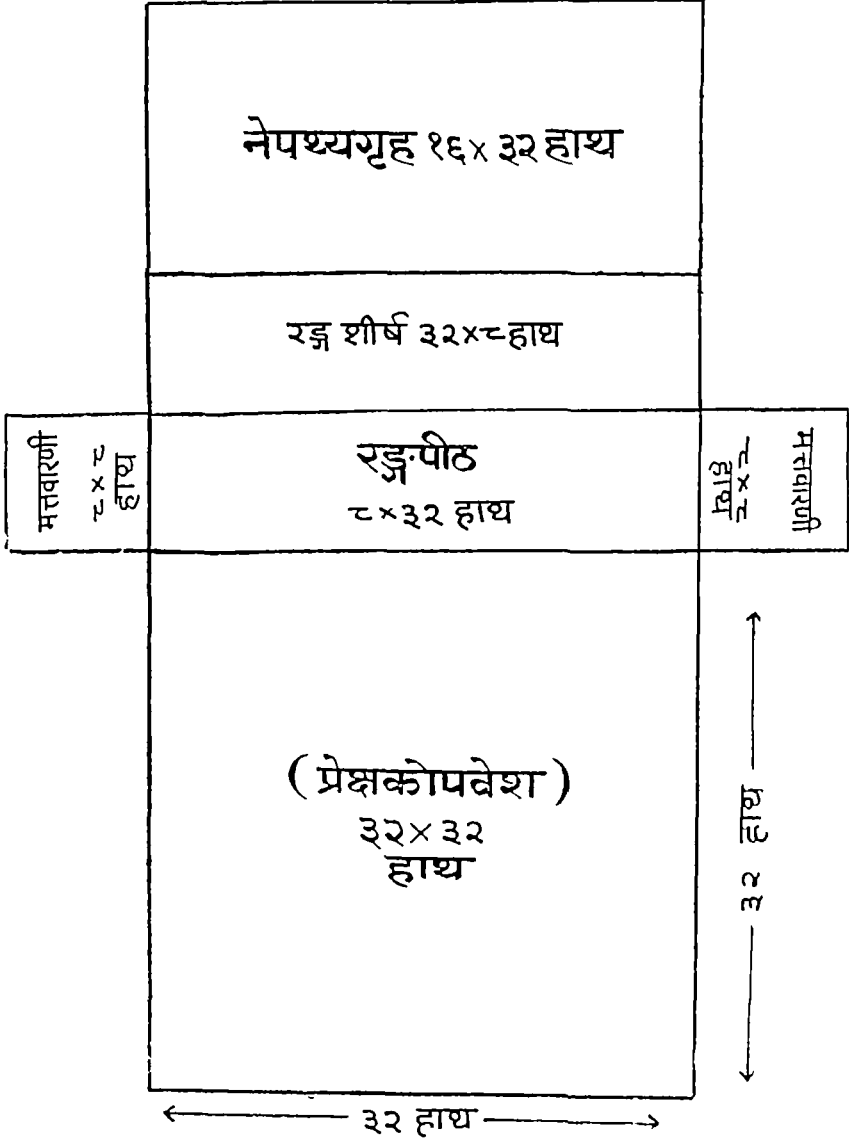 नेपथ्यगृह १६× ३२ हाथ
रङ्ग शीर्ष ३२×८ हाथ
मत्तवारणी
८×८
हाथ
रङ्ग पीठ
८×३२ हाथ
मत्तवारणी
८×८
हाथ
( प्रेक्षकोपवेश )
३२× ३२
हाथ
३२ हाथ
३२ हाथ